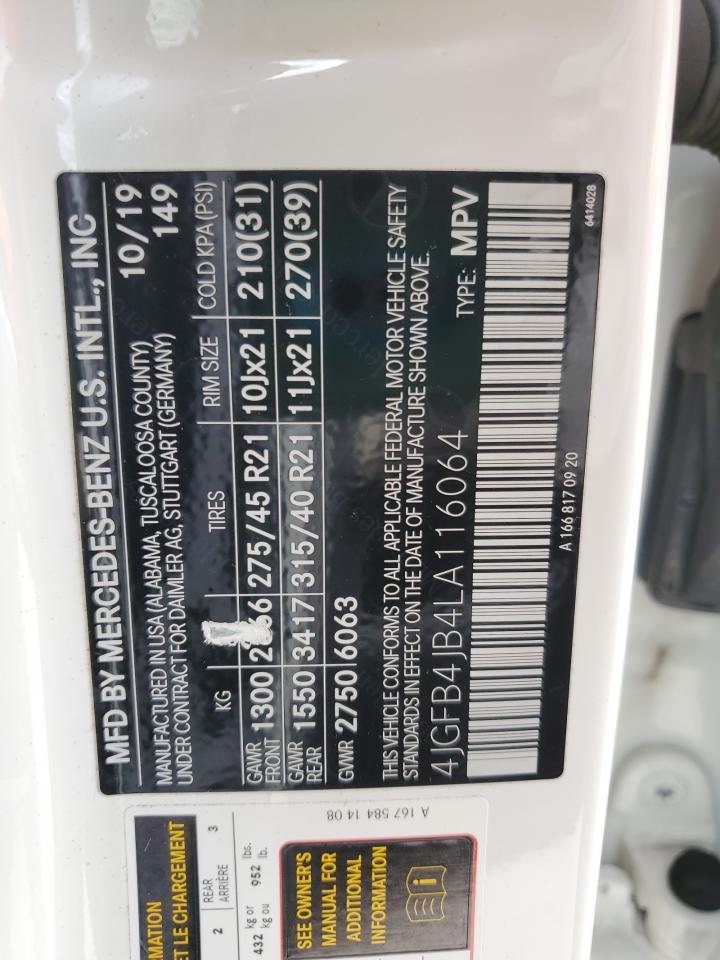 MFD BY MERCEDES-BENZ U.S. INTL., INC
MANUFACTURED IN USA (ALABAMA, TUSCALOOSA COUNTY) 10/19
UNDER CONTRACT FOR DAIMLER AG, STUTTGART (GERMANY) 149
KG TIRES RIM SIZE COLD KPA (PSI)
GAWR FRONT 1300 275/45 R21 10Jx21 210(31)
GAWR REAR 1550 3417 315/40 R21 11Jx21 270(39)
GVWR 2750 6063
THIS VEHICLE CONFORMS TO ALL APPLICABLE FEDERAL MOTOR VEHICLE SAFETY
STANDARDS IN EFFECT ON THE DATE OF MANUFACTURE SHOWN ABOVE.
4JGFB4JB4LA116064 TYPE: MPV
A 166 817 09 20 6414028
A 167 584 14 08
ET LE CHARGEMENT
2 REAR 3
ARRIÈRE
432 kg or 952 lbs.
kg ou lb.
SEE OWNER'S
MANUAL FOR
ADDITIONAL
INFORMATION